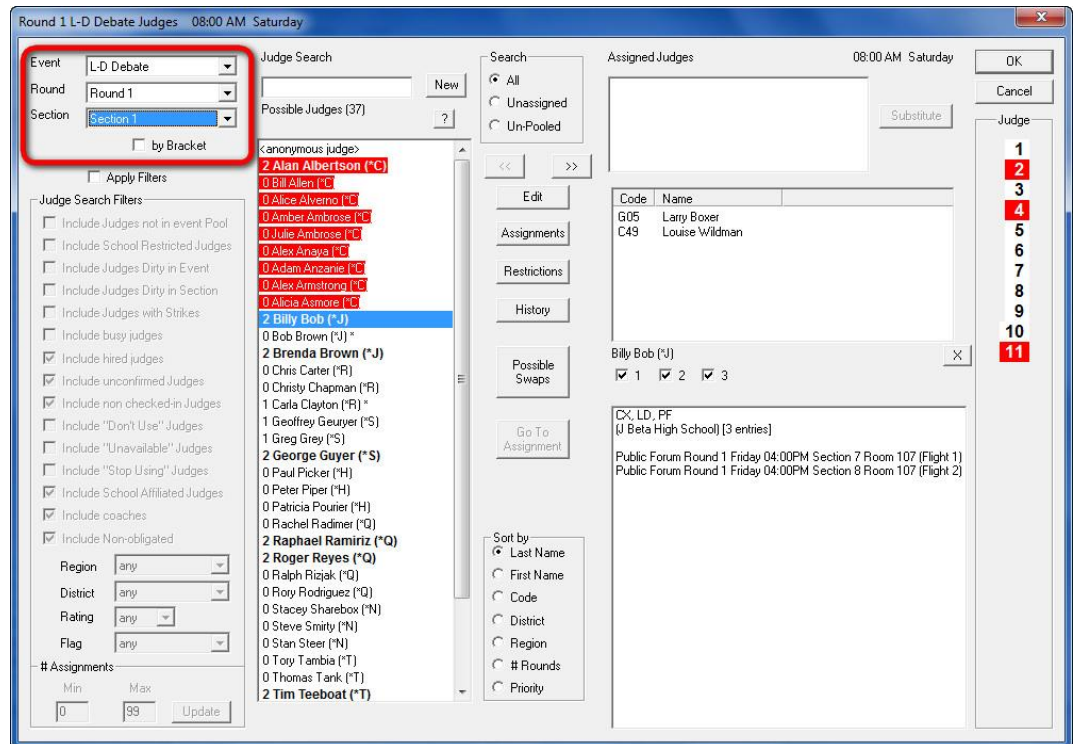 Round 1 L-D Debate Judges 08:00 AM Saturday
Event L-D Debate
Round Round 1
Section Section 1
by Bracket
Apply Filters
Judge Search Filters
Include Judges not in event Pool
Include School Restricted Judges
Include Judges Dirty in Event
Include Judges Dirty in Section
Include Judges with Strikes
Include busy judges
Include hired judges
Include unconfirmed Judges
Include non checked-in Judges
Include "Don't Use" Judges
Include "Unavailable" Judges
Include "Stop Using" Judges
Include School Affiliated Judges
Include coaches
Include Non-obligated
Region any
District any
Rating any
Flag any
# Assignments
Min Max
0 99 Update
Judge Search
New
Possible Judges (37) ?
<anonymous judge>
2 Alan Albertson (*C)
0 Bill Allen (*C
0 Alice Alverno (*C
0 Amber Ambrose (*C
0 Julie Ambrose (*C
0 Alex Anaya (*C
0 Adam Anzanie (*C
0 Alex Armstrong (*C
0 Alicia Asmore (*C
2 Billy Bob (*J)
0 Bob Brown (*J) *
2 Brenda Brown (*J)
0 Chris Carter (*R)
0 Christy Chapman (*R)
1 Carla Clayton (*R) *
1 Geoffrey Geuryer (*S)
1 Greg Grey (*S)
2 George Guyer (*S)
0 Paul Picker (*H)
0 Peter Piper (*H)
0 Patricia Pourier (*H)
0 Rachel Radimer (*Q)
2 Raphael Ramiriz (*Q)
2 Roger Reyes (*Q)
0 Ralph Rizjak (*Q)
0 Rory Rodriguez (*Q)
0 Stacey Sharebox (*N)
0 Steve Smirty (*N)
0 Stan Steer (*N)
0 Tory Tambia (*T)
0 Thomas Tank (*T)
2 Tim Teeboat (*T)
Search
All
Unassigned
Un-Pooled
<< >>
Edit
Assignments
Restrictions
History
Possible
Swaps
Go To
Assignment
Sort by
Last Name
First Name
Code
District
Region
# Rounds
Priority
Assigned Judges 08:00 AM Saturday
Substitute
Code Name
G05 Larry Boxer
C49 Louise Wildman
Billy Bob (*J) X
1 2 3
CX, LD, PF
(J Beta High School) [3 entries]
Public Forum Round 1 Friday 04:00PM Section 7 Room 107 (Flight 1)
Public Forum Round 1 Friday 04:00PM Section 8 Room 107 (Flight 2)
OK
Cancel
Judge
1
2
3
4
5
6
7
8
9
10
11